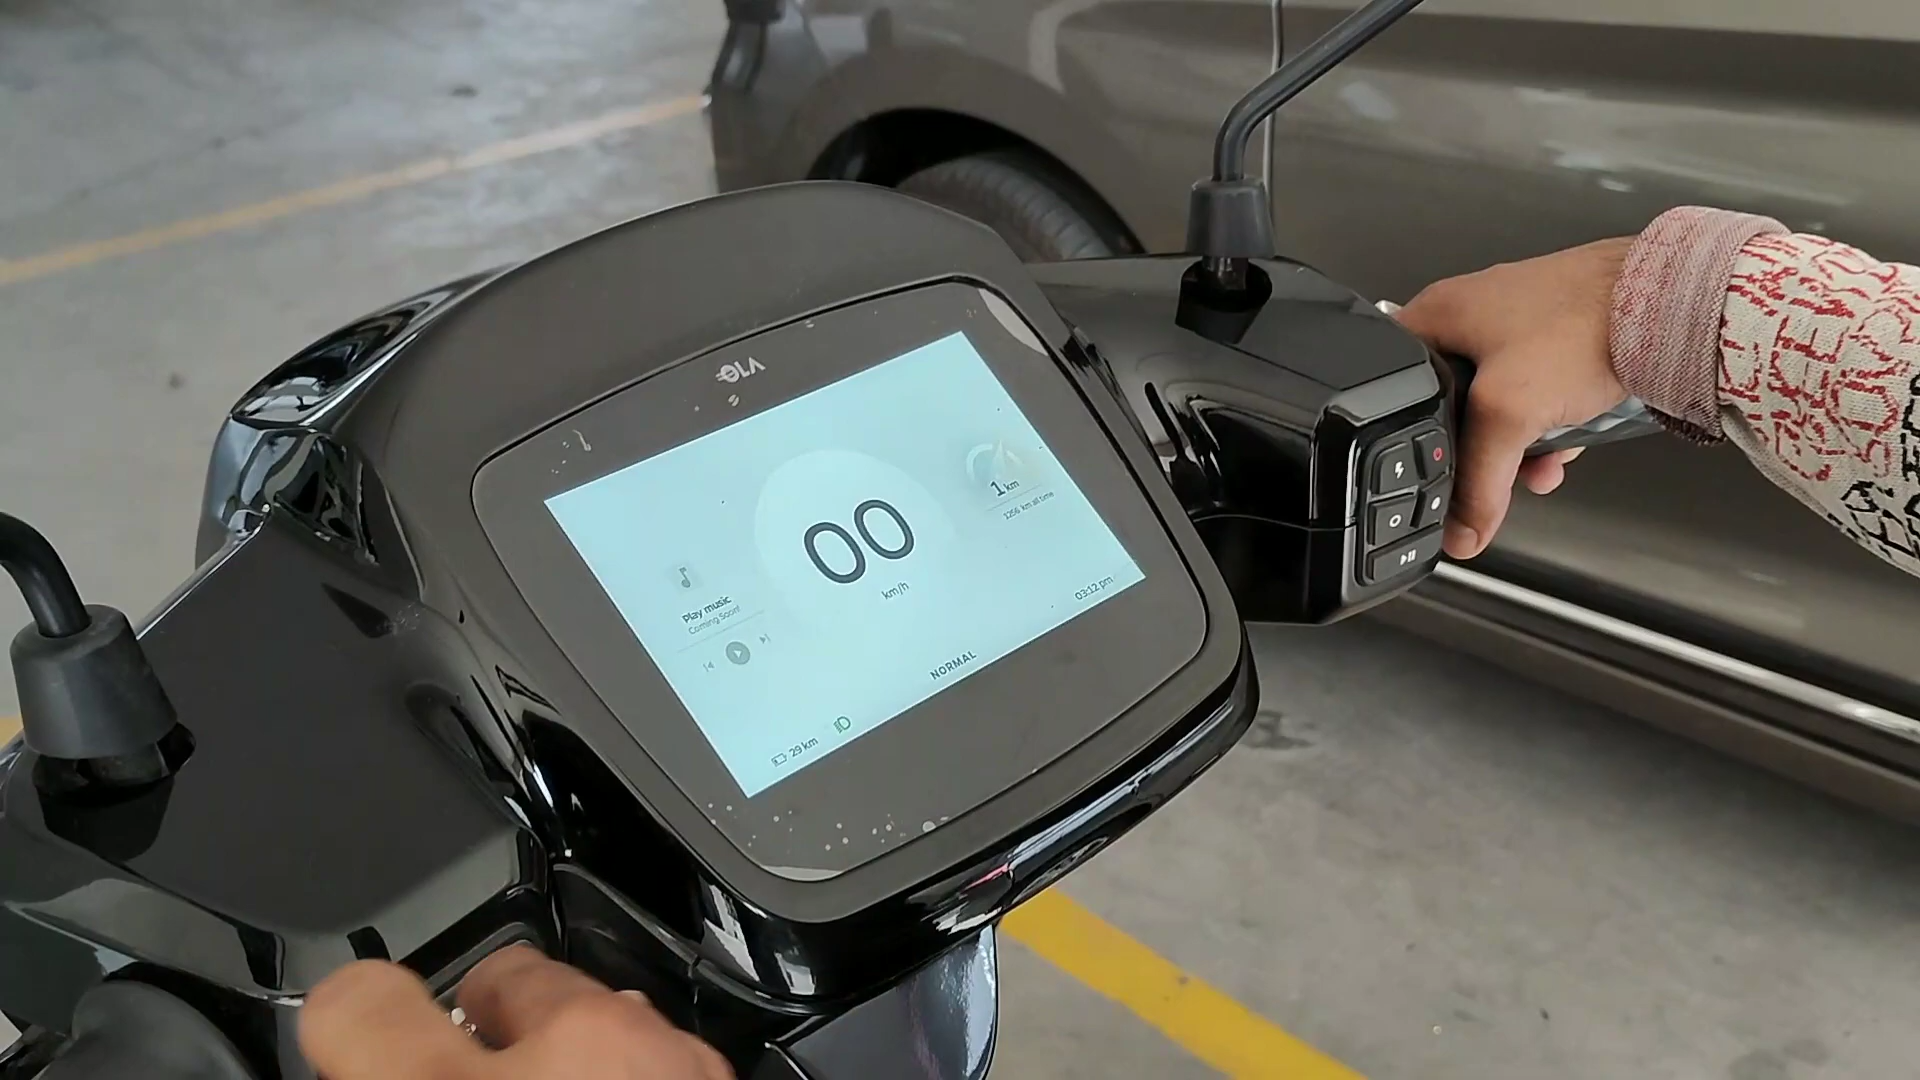 OLA
00
km/h
1 km
1256 km all time
Play music
Coming Soon!
03:12 pm
NORMAL
29 km